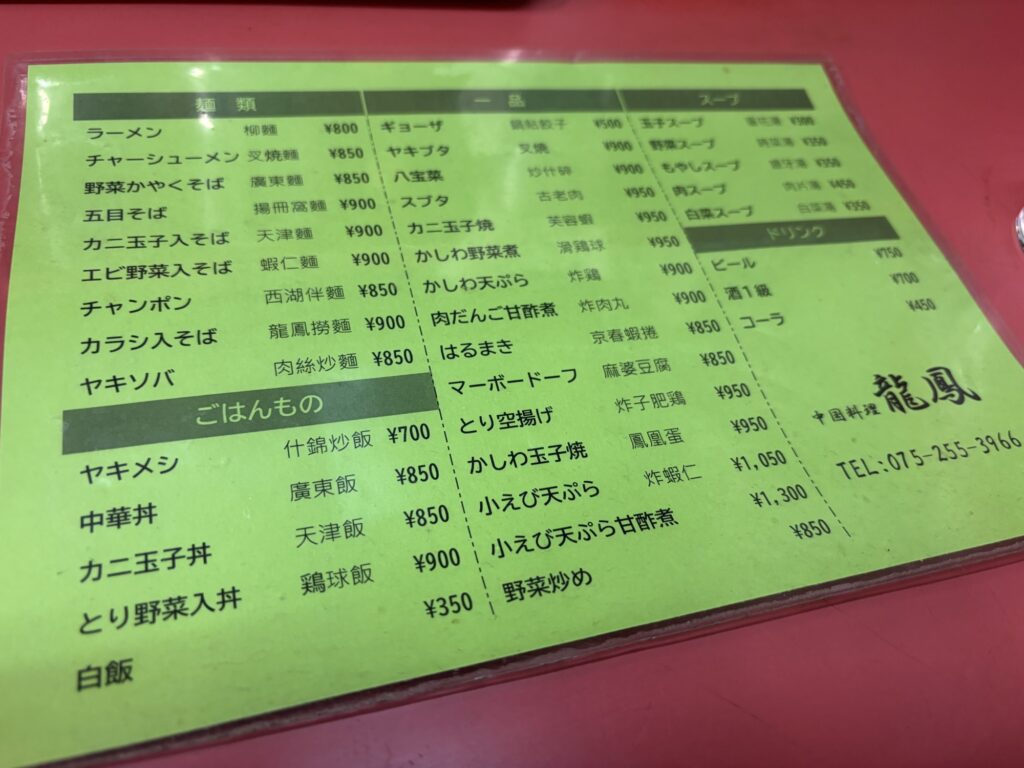 麺 類
ラーメン 柳麵 ¥800
チャーシューメン 叉焼麵 ¥850
野菜かやくそば 廣東麵 ¥850
五目そば 揚冊窩麵 ¥900
カニ玉子入そば 天津麵 ¥900
エビ野菜入そば 蝦仁麵 ¥900
チャンポン 西湖伴麵 ¥850
カラシ入そば 龍鳳撈麵 ¥900
ヤキソバ 肉絲炒麵 ¥850
ごはんもの
ヤキメシ 什錦炒飯 ¥700
中華丼 廣東飯 ¥850
カニ玉子丼 天津飯 ¥850
とり野菜入丼 鶏球飯 ¥900
白飯 ¥350
一 品
ギョーザ 鍋貼餃子 ¥500
ヤキブタ 叉焼 ¥900
八宝菜 炒什砕 ¥900
スブタ 古老肉 ¥950
カニ玉子焼 芙容蝦 ¥950
かしわ野菜煮 滑鶏球 ¥950
かしわ天ぷら 炸鶏 ¥900
肉だんご甘酢煮 炸肉丸 ¥900
はるまき 京春蝦捲 ¥850
マーボードーフ 麻婆豆腐 ¥850
とり空揚げ 炸子肥鶏 ¥950
かしわ玉子焼 鳳凰蛋 ¥950
小えび天ぷら 炸蝦仁 ¥1,050
小えび天ぷら甘酢煮 ¥1,300
野菜炒め ¥850
スープ
玉子スープ ¥300
野菜スープ ¥350
もやしスープ ¥350
肉スープ 肉片湯 ¥450
白菜スープ 白菜湯 ¥350
ドリンク
ビール ¥750
酒1級 ¥700
コーラ ¥450
中国料理 龍鳳
TEL:075-255-3966